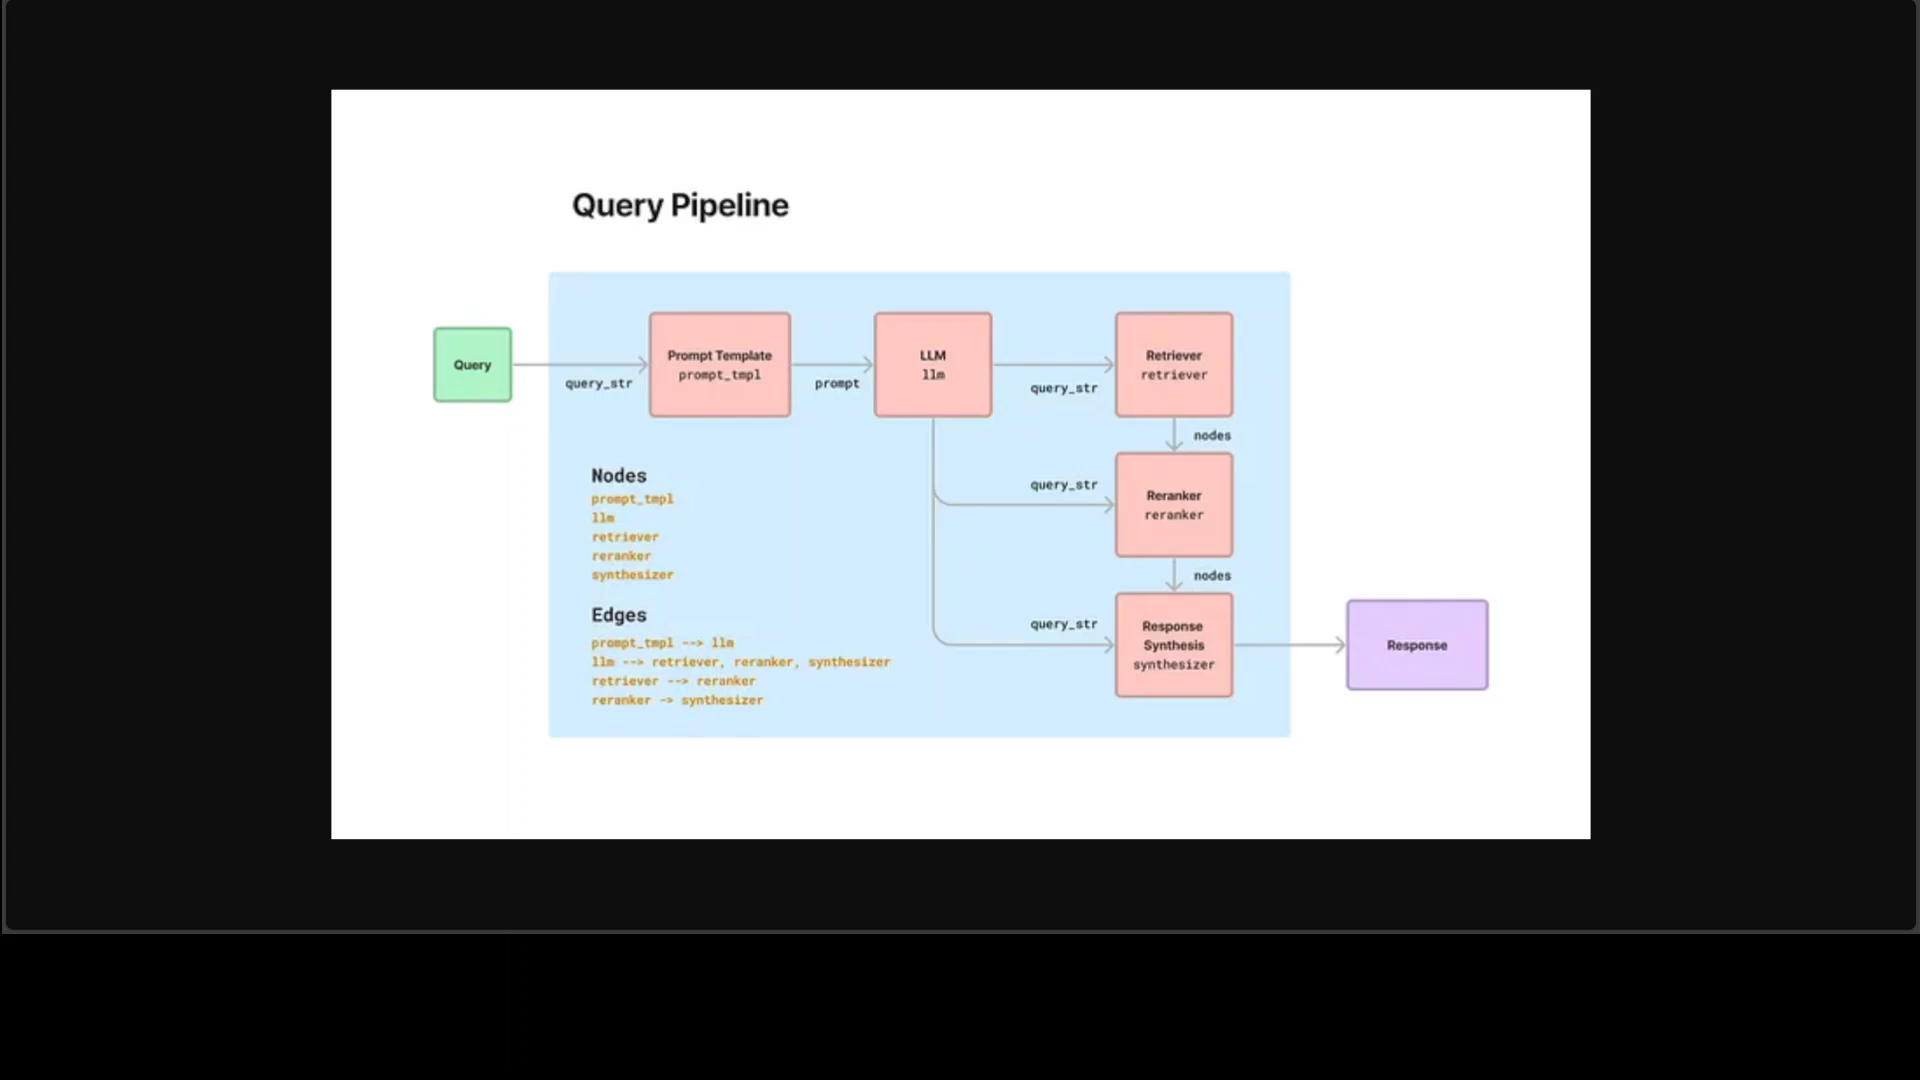 Query Pipeline
Query
query_str
Prompt Template
prompt_tmpl
prompt
LLM
llm
query_str
Retriever
retriever
nodes
query_str
Reranker
reranker
nodes
query_str
Response
Synthesis
synthesizer
Response
Nodes
prompt_tmpl
llm
retriever
reranker
synthesizer
Edges
prompt_tmpl --> llm
llm --> retriever, reranker, synthesizer
retriever --> reranker
reranker -> synthesizer